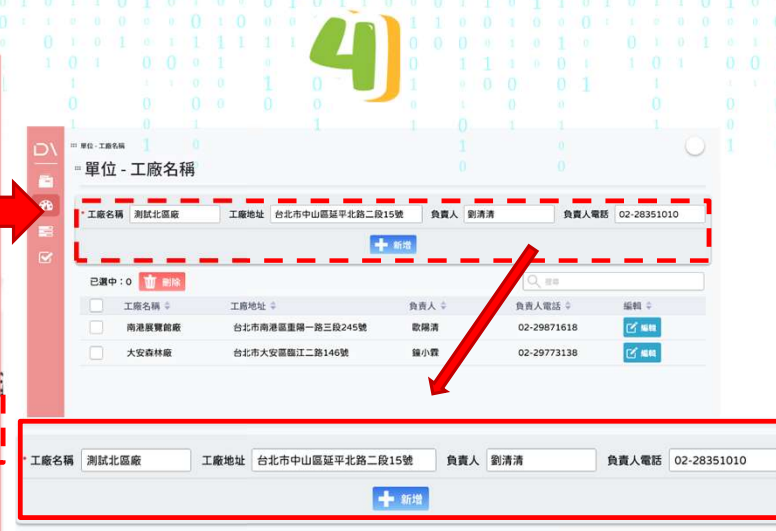 4
D\
單位 - 工廠名稱
單位 - 工廠名稱
* 工廠名稱 測試北區廠 工廠地址 台北市中山區延平北路二段15號 負責人 劉清清 負責人電話 02-28351010
新增
已選中：0 刪除 搜尋
工廠名稱 工廠地址 負責人 負責人電話 編輯
南港展覽館廠 台北市南港區重陽一路三段245號 歐陽清 02-29871618 編輯
大安森林廠 台北市大安區臨江二路146號 鐘小霖 02-29773138 編輯
* 工廠名稱 測試北區廠 工廠地址 台北市中山區延平北路二段15號 負責人 劉清清 負責人電話 02-28351010
新增